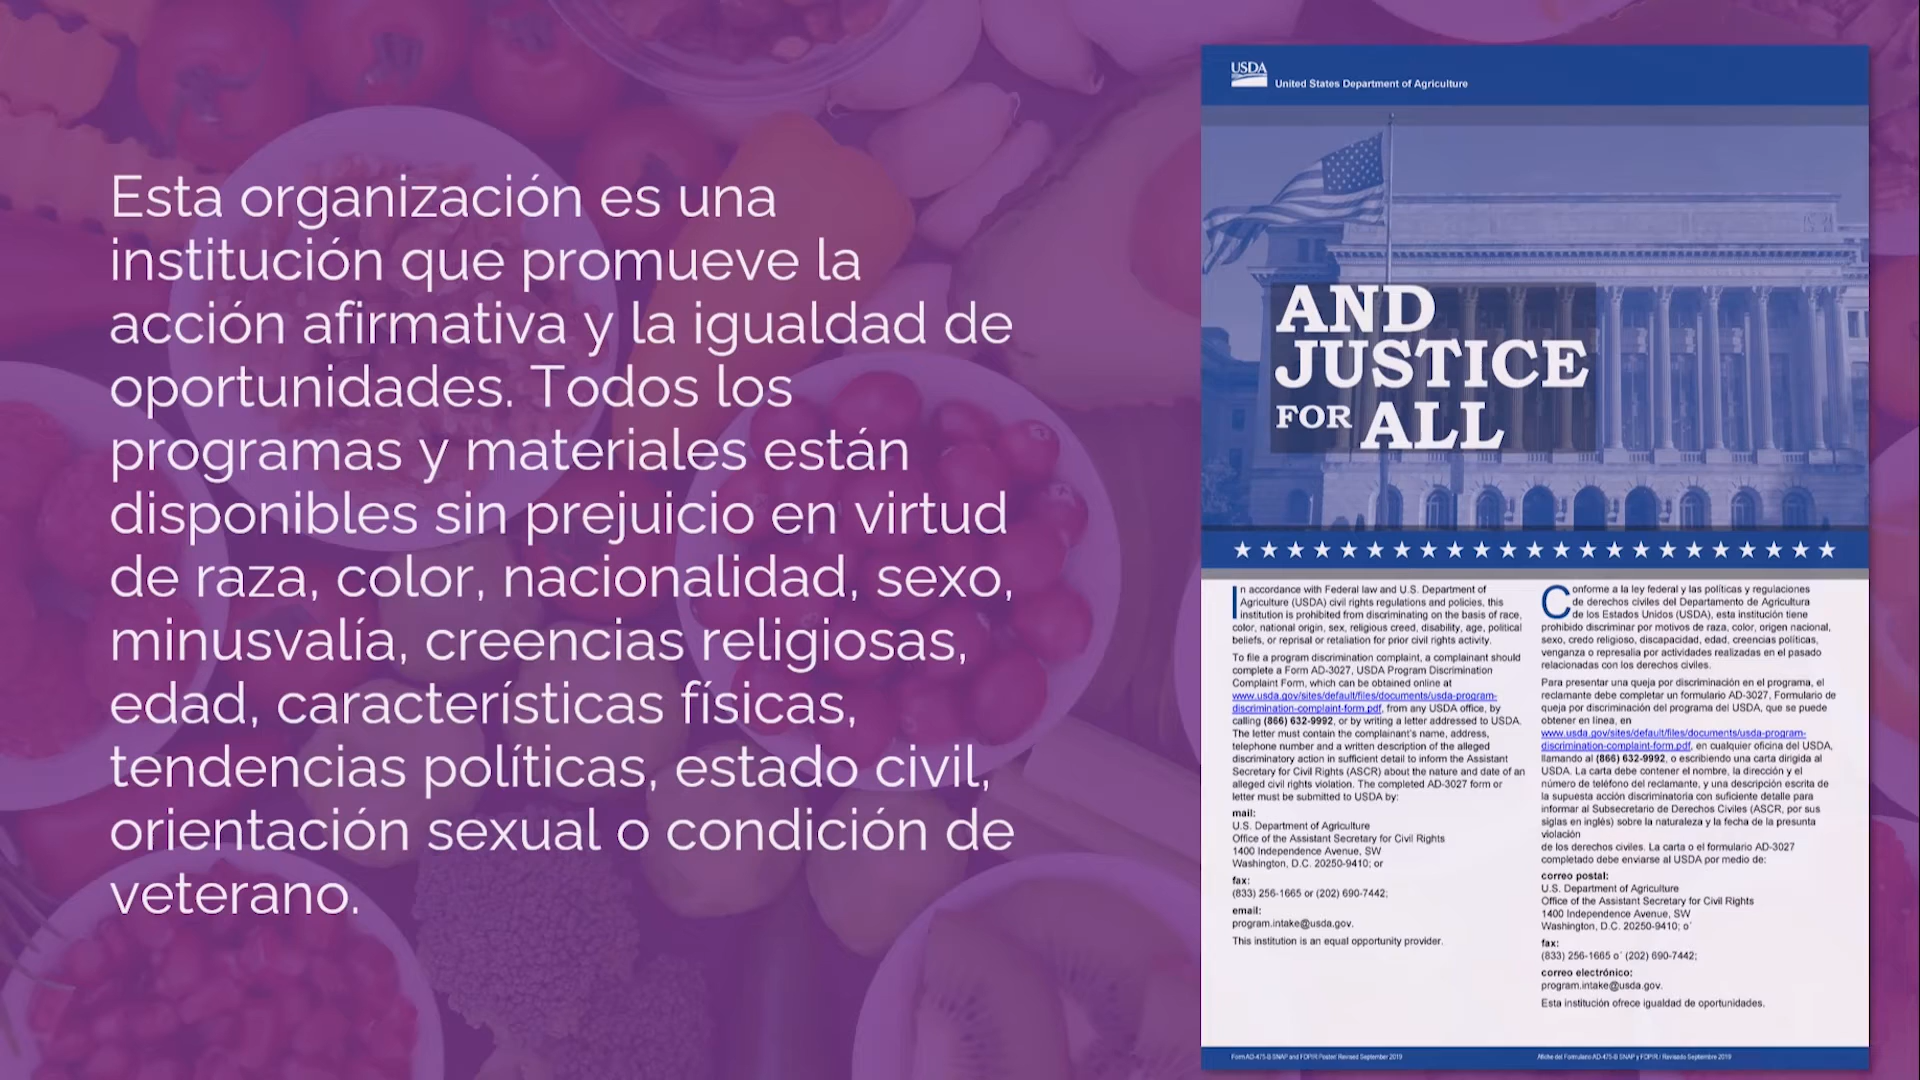 Esta organización es una
institución que promueve la
acción afirmativa y la igualdad de
oportunidades. Todos los
programas y materiales están
disponibles sin prejuicio en virtud
de raza, color, nacionalidad, sexo,
minusvalía, creencias religiosas,
edad, características físicas,
tendencias políticas, estado civil,
orientación sexual o condición de
veterano.
USDA
United States Department of Agriculture
AND
JUSTICE
FOR ALL
In accordance with Federal law and U.S. Department of
Agriculture (USDA) civil rights regulations and policies, this
institution is prohibited from discriminating on the basis of race,
color, national origin, sex, religious creed, disability, age, political
beliefs, or reprisal or retaliation for prior civil rights activity.
To file a program discrimination complaint, a complainant should
complete a Form AD-3027, USDA Program Discrimination
Complaint Form, which can be obtained online at
www.usda.gov/sites/default/files/documents/usda-program-
discrimination-complaint-form.pdf, from any USDA office, by
calling (866) 632-9992, or by writing a letter addressed to USDA.
The letter must contain the complainant's name, address,
telephone number and a written description of the alleged
discriminatory action in sufficient detail to inform the Assistant
Secretary for Civil Rights (ASCR) about the nature and date of an
alleged civil rights violation. The completed AD-3027 form or
letter must be submitted to USDA by:
mail:
U.S. Department of Agriculture
Office of the Assistant Secretary for Civil Rights
1400 Independence Avenue, SW
Washington, D.C. 20250-9410; or
fax:
(833) 256-1665 or (202) 690-7442;
email:
program.intake@usda.gov.
This institution is an equal opportunity provider.
Conforme a la ley federal y las políticas y regulaciones
de derechos civiles del Departamento de Agricultura
de los Estados Unidos (USDA), esta institución tiene
prohibido discriminar por motivos de raza, color, origen nacional,
sexo, credo religioso, discapacidad, edad, creencias políticas,
venganza o represalia por actividades realizadas en el pasado
relacionadas con los derechos civiles.
Para presentar una queja por discriminación en el programa, el
reclamante debe completar un formulario AD-3027, Formulario de
queja por discriminación del programa del USDA, que se puede
obtener en línea, en
www.usda.gov/sites/default/files/documents/usda-program-
discrimination-complaint-form.pdf, en cualquier oficina del USDA,
llamando al (866) 632-9992, o escribiendo una carta dirigida al
USDA. La carta debe contener el nombre, la dirección y el
número de teléfono del reclamante, y una descripción escrita de
la supuesta acción discriminatoria con suficiente detalle para
informar al Subsecretario de Derechos Civiles (ASCR, por sus
siglas en inglés) sobre la naturaleza y la fecha de la presunta
violación
de los derechos civiles. La carta o el formulario AD-3027
completado debe enviarse al USDA por medio de:
correo postal:
U.S. Department of Agriculture
Office of the Assistant Secretary for Civil Rights
1400 Independence Avenue, SW
Washington, D.C. 20250-9410; o´
fax:
(833) 256-1665 o´ (202) 690-7442;
correo electrónico:
program.intake@usda.gov.
Esta institución ofrece igualdad de oportunidades.
Form AD-475-B SNAP and FDPIR Poster/ Revised September 2019
Afiche del Formulario AD-475-B SNAP y FDPIR / Revisado Septiembre 2019